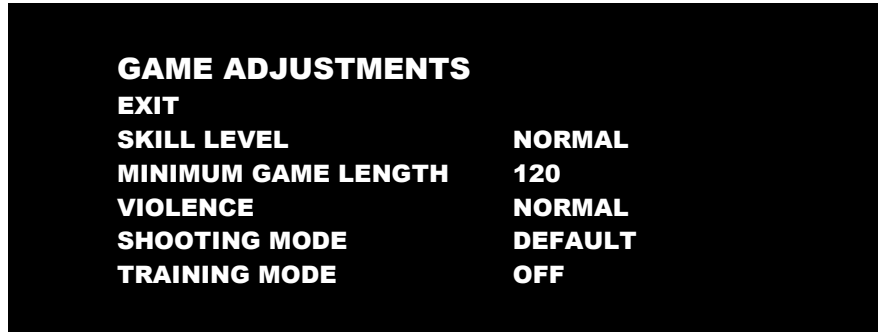 GAME ADJUSTMENTS
EXIT
SKILL LEVEL NORMAL
MINIMUM GAME LENGTH 120
VIOLENCE NORMAL
SHOOTING MODE DEFAULT
TRAINING MODE OFF